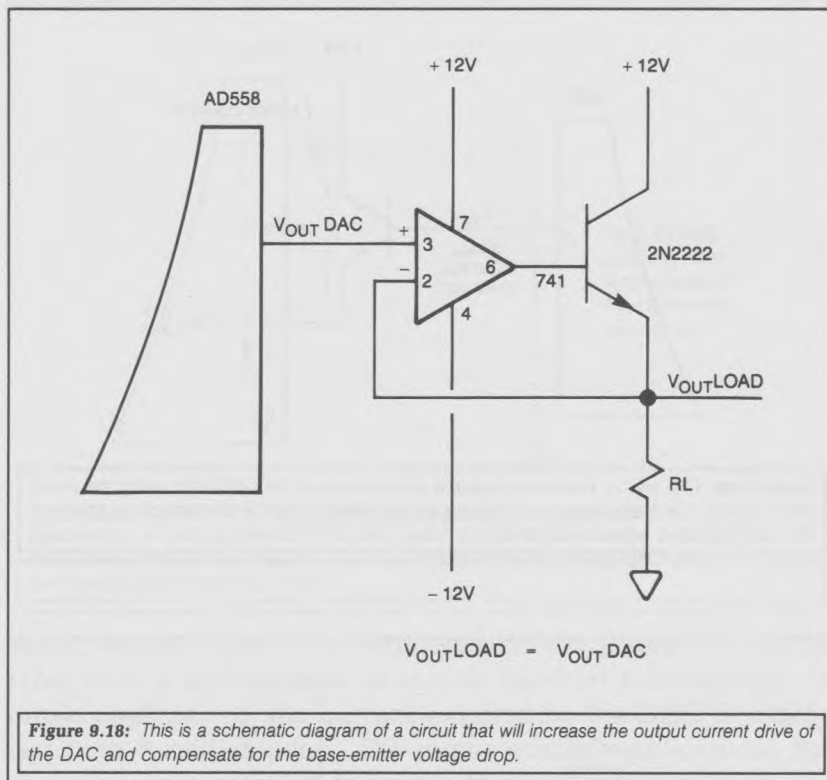 + 12V
+ 12V
AD558
VOUT DAC
+
3
7
−
2
6
4
741
2N2222
VOUTLOAD
RL
− 12V
VOUTLOAD = VOUT DAC
Figure 9.18: This is a schematic diagram of a circuit that will increase the output current drive of
the DAC and compensate for the base-emitter voltage drop.